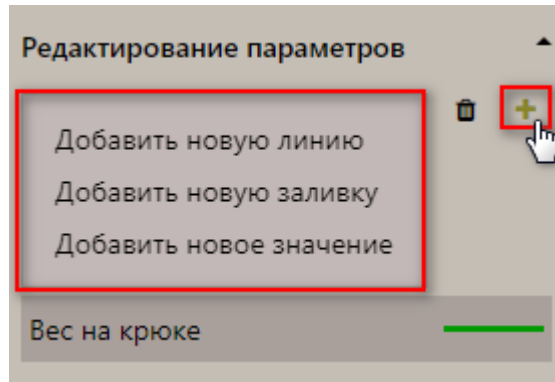 Редактирование параметров
Добавить новую линию
Добавить новую заливку
Добавить новое значение
Вес на крюке